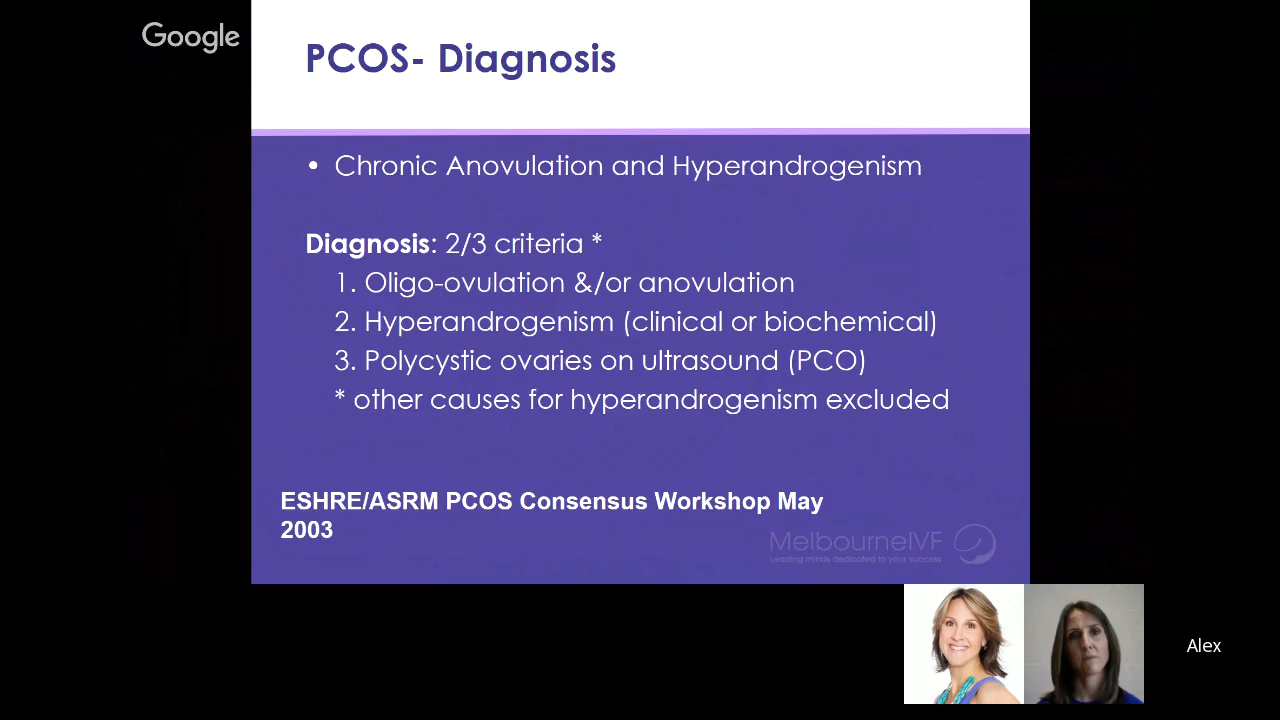 Google
PCOS- Diagnosis
• Chronic Anovulation and Hyperandrogenism
Diagnosis: 2/3 criteria *
1. Oligo-ovulation &/or anovulation
2. Hyperandrogenism (clinical or biochemical)
3. Polycystic ovaries on ultrasound (PCO)
* other causes for hyperandrogenism excluded
ESHRE/ASRM PCOS Consensus Workshop May
2003
MelbourneIVF
Leading minds dedicated to your success
Alex